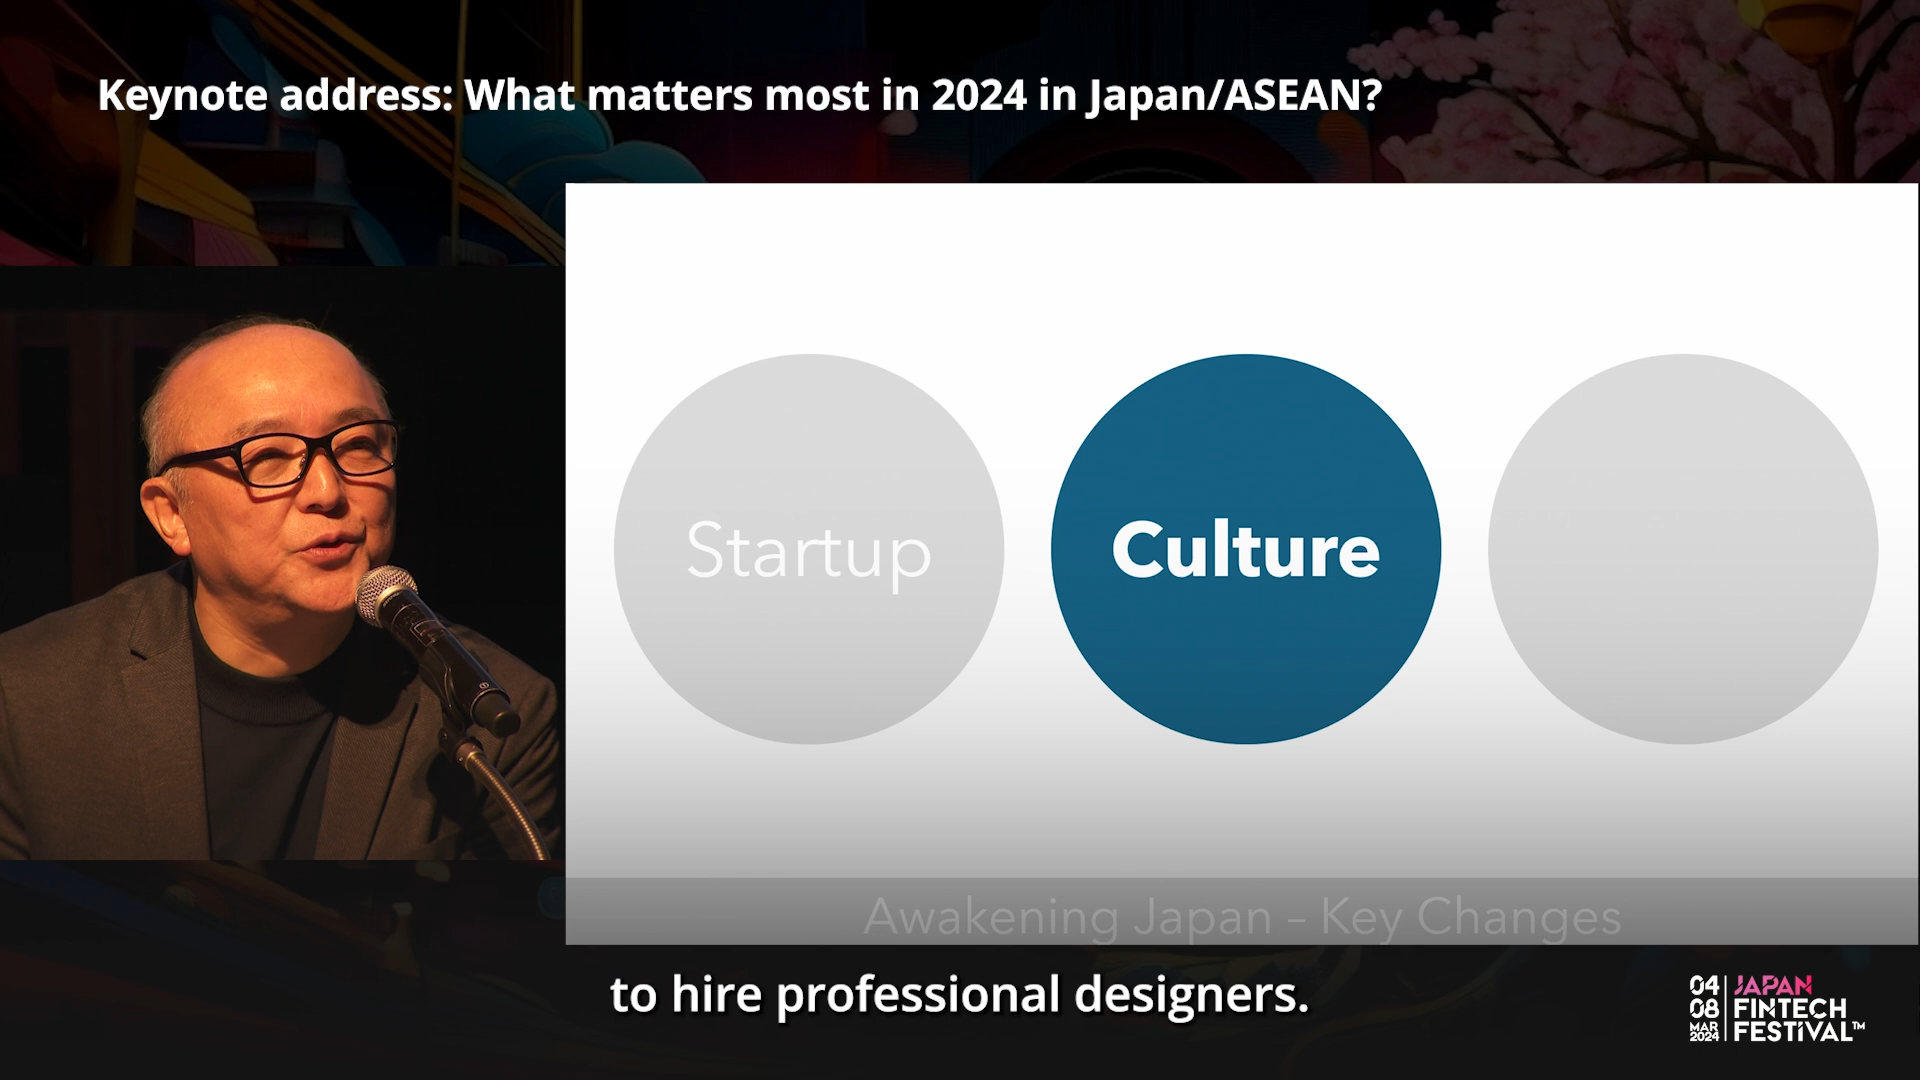 Keynote address: What matters most in 2024 in Japan/ASEAN?
Startup
Culture
Awakening Japan – Key Changes
to hire professional designers.
04
08
MAR
2024
JAPAN
FINTECH
FESTIVAL™